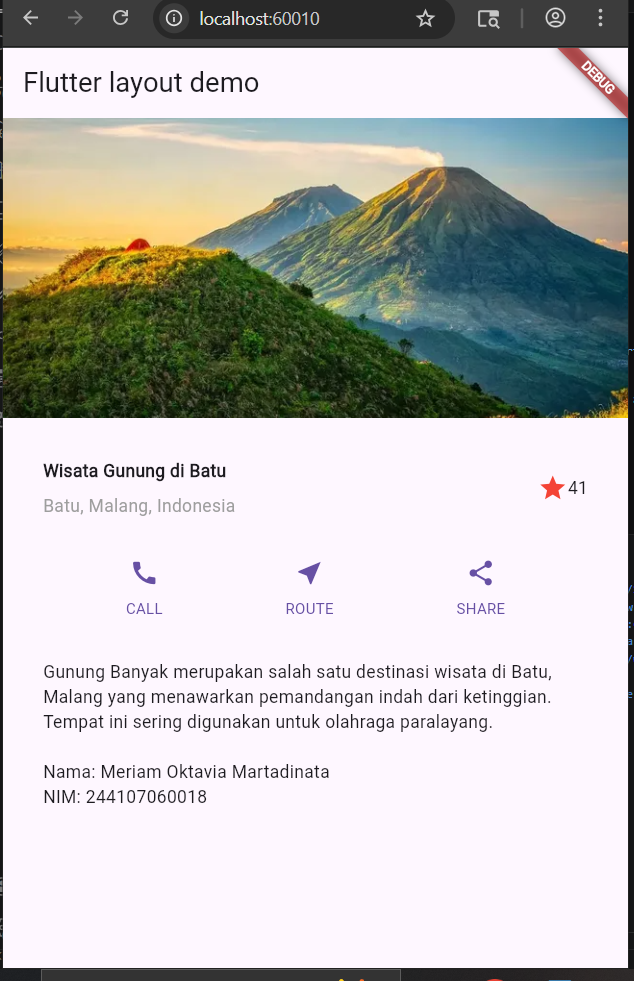 localhost:60010
Flutter layout demo
DEBUG
Wisata Gunung di Batu
Batu, Malang, Indonesia
41
CALL
ROUTE
SHARE
Gunung Banyak merupakan salah satu destinasi wisata di Batu,
Malang yang menawarkan pemandangan indah dari ketinggian.
Tempat ini sering digunakan untuk olahraga paralayang.
Nama: Meriam Oktavia Martadinata
NIM: 244107060018